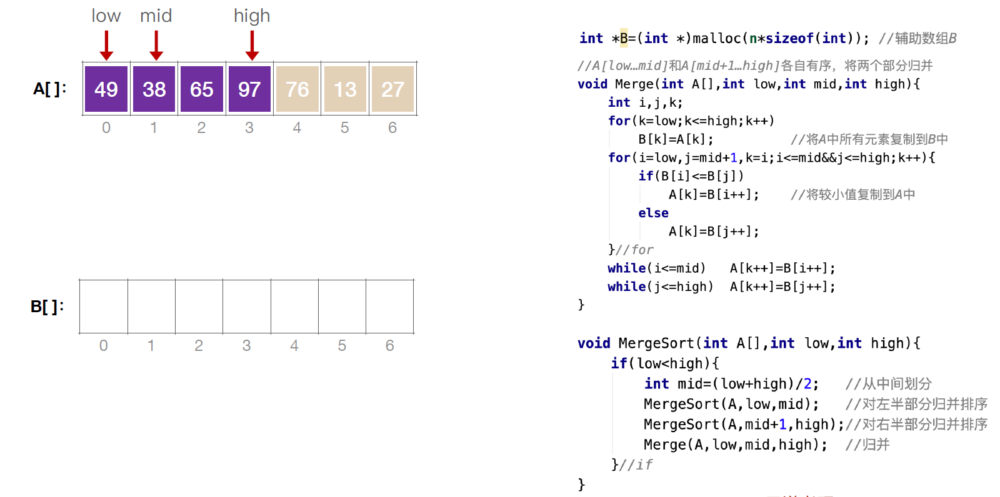 low mid high
A[ ]: 49 38 65 97 76 13 27
0 1 2 3 4 5 6
B[ ]:
0 1 2 3 4 5 6
int *B=(int *)malloc(n*sizeof(int)); //辅助数组B
//A[low…mid]和A[mid+1…high]各自有序，将两个部分归并
void Merge(int A[],int low,int mid,int high){
int i,j,k;
for(k=low;k<=high;k++)
B[k]=A[k]; //将A中所有元素复制到B中
for(i=low,j=mid+1,k=i;i<=mid&&j<=high;k++){
if(B[i]<=B[j])
A[k]=B[i++]; //将较小值复制到A中
else
A[k]=B[j++];
}//for
while(i<=mid) A[k++]=B[i++];
while(j<=high) A[k++]=B[j++];
}
void MergeSort(int A[],int low,int high){
if(low<high){
int mid=(low+high)/2; //从中间划分
MergeSort(A,low,mid); //对左半部分归并排序
MergeSort(A,mid+1,high);//对右半部分归并排序
Merge(A,low,mid,high); //归并
}//if
}